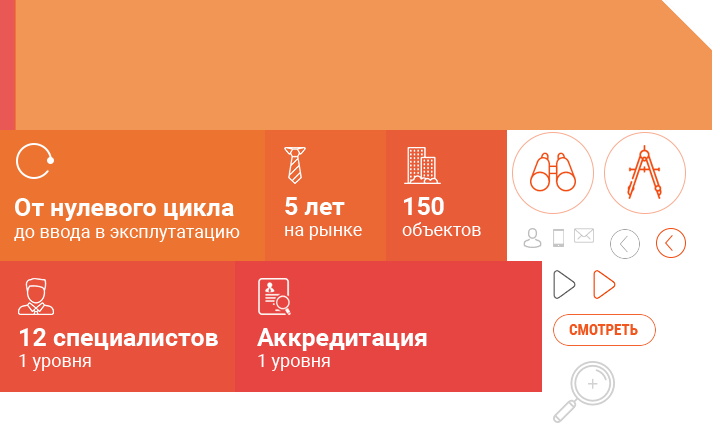 От нулевого цикла
до ввода в эксплутатацию
5 лет
на рынке
150
объектов
12 специалистов
1 уровня
Аккредитация
1 уровня
СМОТРЕТЬ